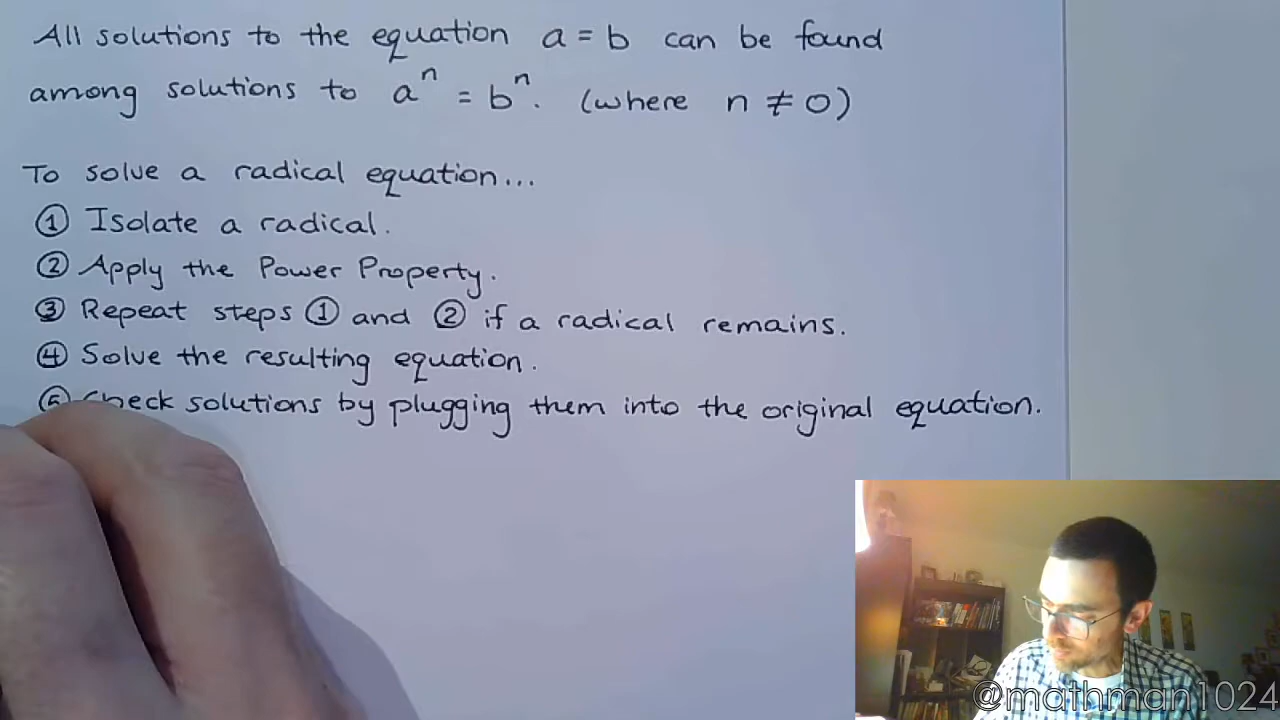 All solutions to the equation a = b can be found
among solutions to aⁿ = bⁿ. (where n ≠ 0)
To solve a radical equation...
① Isolate a radical.
② Apply the Power Property.
③ Repeat steps ① and ② if a radical remains.
④ Solve the resulting equation.
⑤ Check solutions by plugging them into the original equation.
@mathman1024